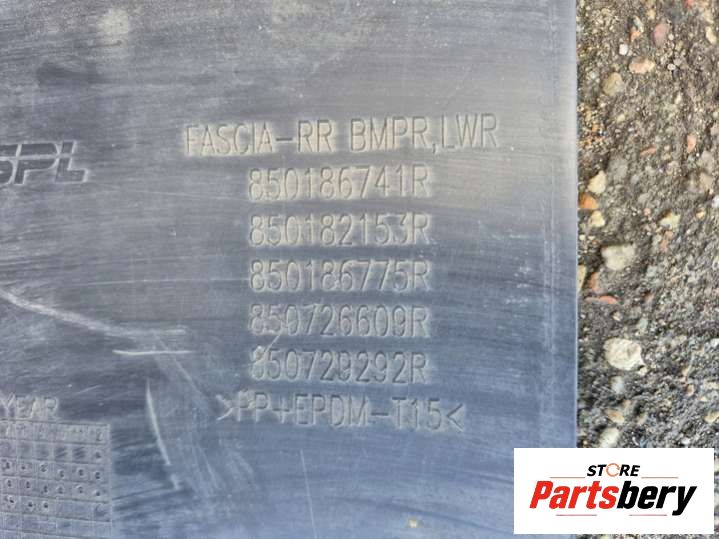 FASCIA-RR BMPR,LWR
850186741R
850182153R
850186775R
850726609R
850729292R
>PP+EPDM-T15<
SPL
YEAR
STORE
Partsbery